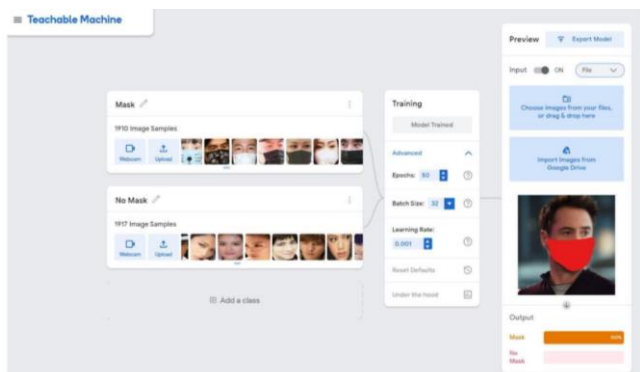 Teachable Machine
Preview
Export Model
Input
ON
File
Choose images from your files,
or drag & drop here
Import images from
Google Drive
Mask
1910 Image Samples
Webcam
Upload
No Mask
1917 Image Samples
Webcam
Upload
Add a class
Training
Model Trained
Advanced
Epochs: 50
Batch Size: 32
Learning Rate:
0.001
Reset Defaults
Under the hood
Output
Mask
100%
No
Mask